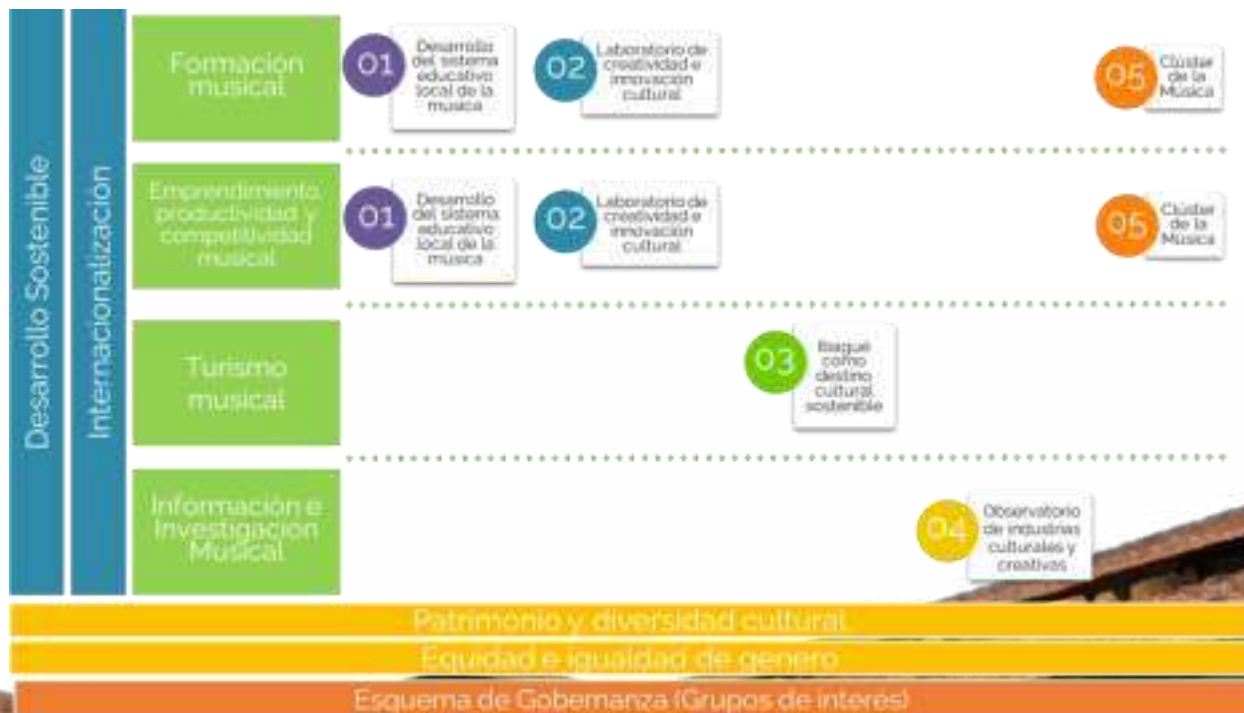 Desarrollo Sostenible
Internacionalización
Formación
musical
01
Desarrollo
del sistema
educativo
local de la
musica
02
Laboratorio de
creatividad e
innovación
cultural
05
Clúster
de la
Música
Emprendimiento,
productividad y
competitividad
musical
01
Desarrollo
del sistema
educativo
local de la
musica
02
Laboratorio de
creatividad e
innovación
cultural
05
Clúster
de la
Música
Turismo
musical
03
Ibagué
como
destino
cultural
sostenible
Información e
Investigación
Musical
04
Observatorio
de industrias
culturales y
creativas
Patrimonio y diversidad cultural
Equidad e igualdad de genero
Esquema de Gobernanza (Grupos de interés)